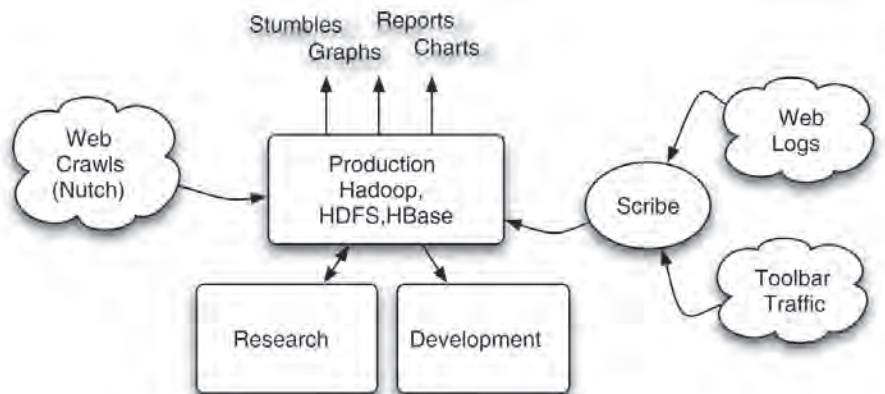 Stumbles
Graphs
Reports
Charts
Web
Crawls
(Nutch)
Production
Hadoop,
HDFS,HBase
Scribe
Web
Logs
Toolbar
Traffic
Research
Development